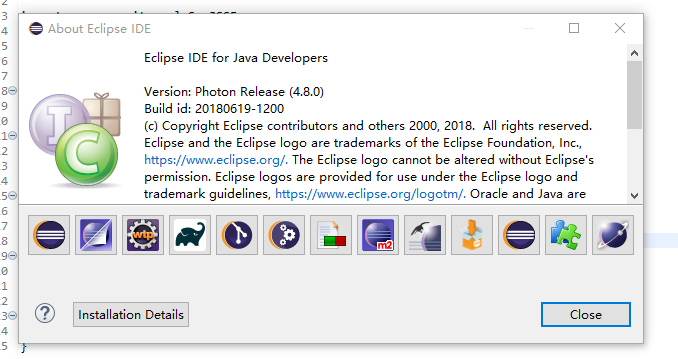 About Eclipse IDE
Eclipse IDE for Java Developers
Version: Photon Release (4.8.0)
Build id: 20180619-1200
(c) Copyright Eclipse contributors and others 2000, 2018.  All rights reserved.
Eclipse and the Eclipse logo are trademarks of the Eclipse Foundation, Inc.,
https://www.eclipse.org/. The Eclipse logo cannot be altered without Eclipse's
permission. Eclipse logos are provided for use under the Eclipse logo and
trademark guidelines, https://www.eclipse.org/logotm/. Oracle and Java are
I
C
wtp
m2
?
Installation Details
Close
}